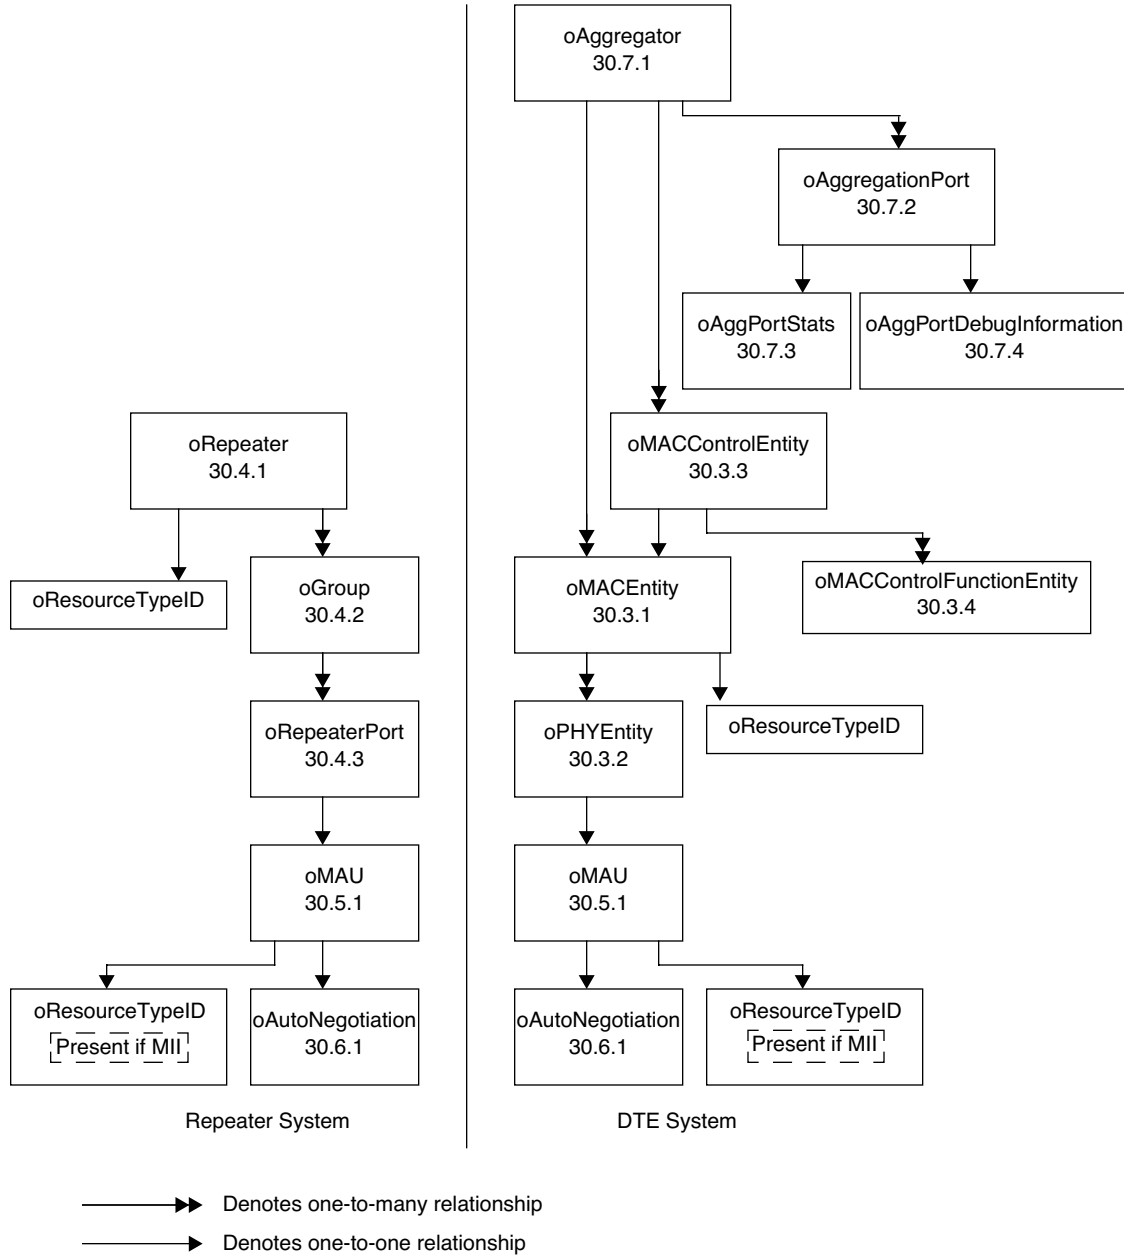 oAggregator
30.7.1
oAggregationPort
30.7.2
oAggPortStats
30.7.3
oAggPortDebugInformation
30.7.4
oRepeater
30.4.1
oMACControlEntity
30.3.3
oResourceTypeID
oGroup
30.4.2
oMACEntity
30.3.1
oMACControlFunctionEntity
30.3.4
oRepeaterPort
30.4.3
oPHYEntity
30.3.2
oResourceTypeID
oMAU
30.5.1
oMAU
30.5.1
oResourceTypeID
Present if MII
oAutoNegotiation
30.6.1
oAutoNegotiation
30.6.1
oResourceTypeID
Present if MII
Repeater System
DTE System
Denotes one-to-many relationship
Denotes one-to-one relationship